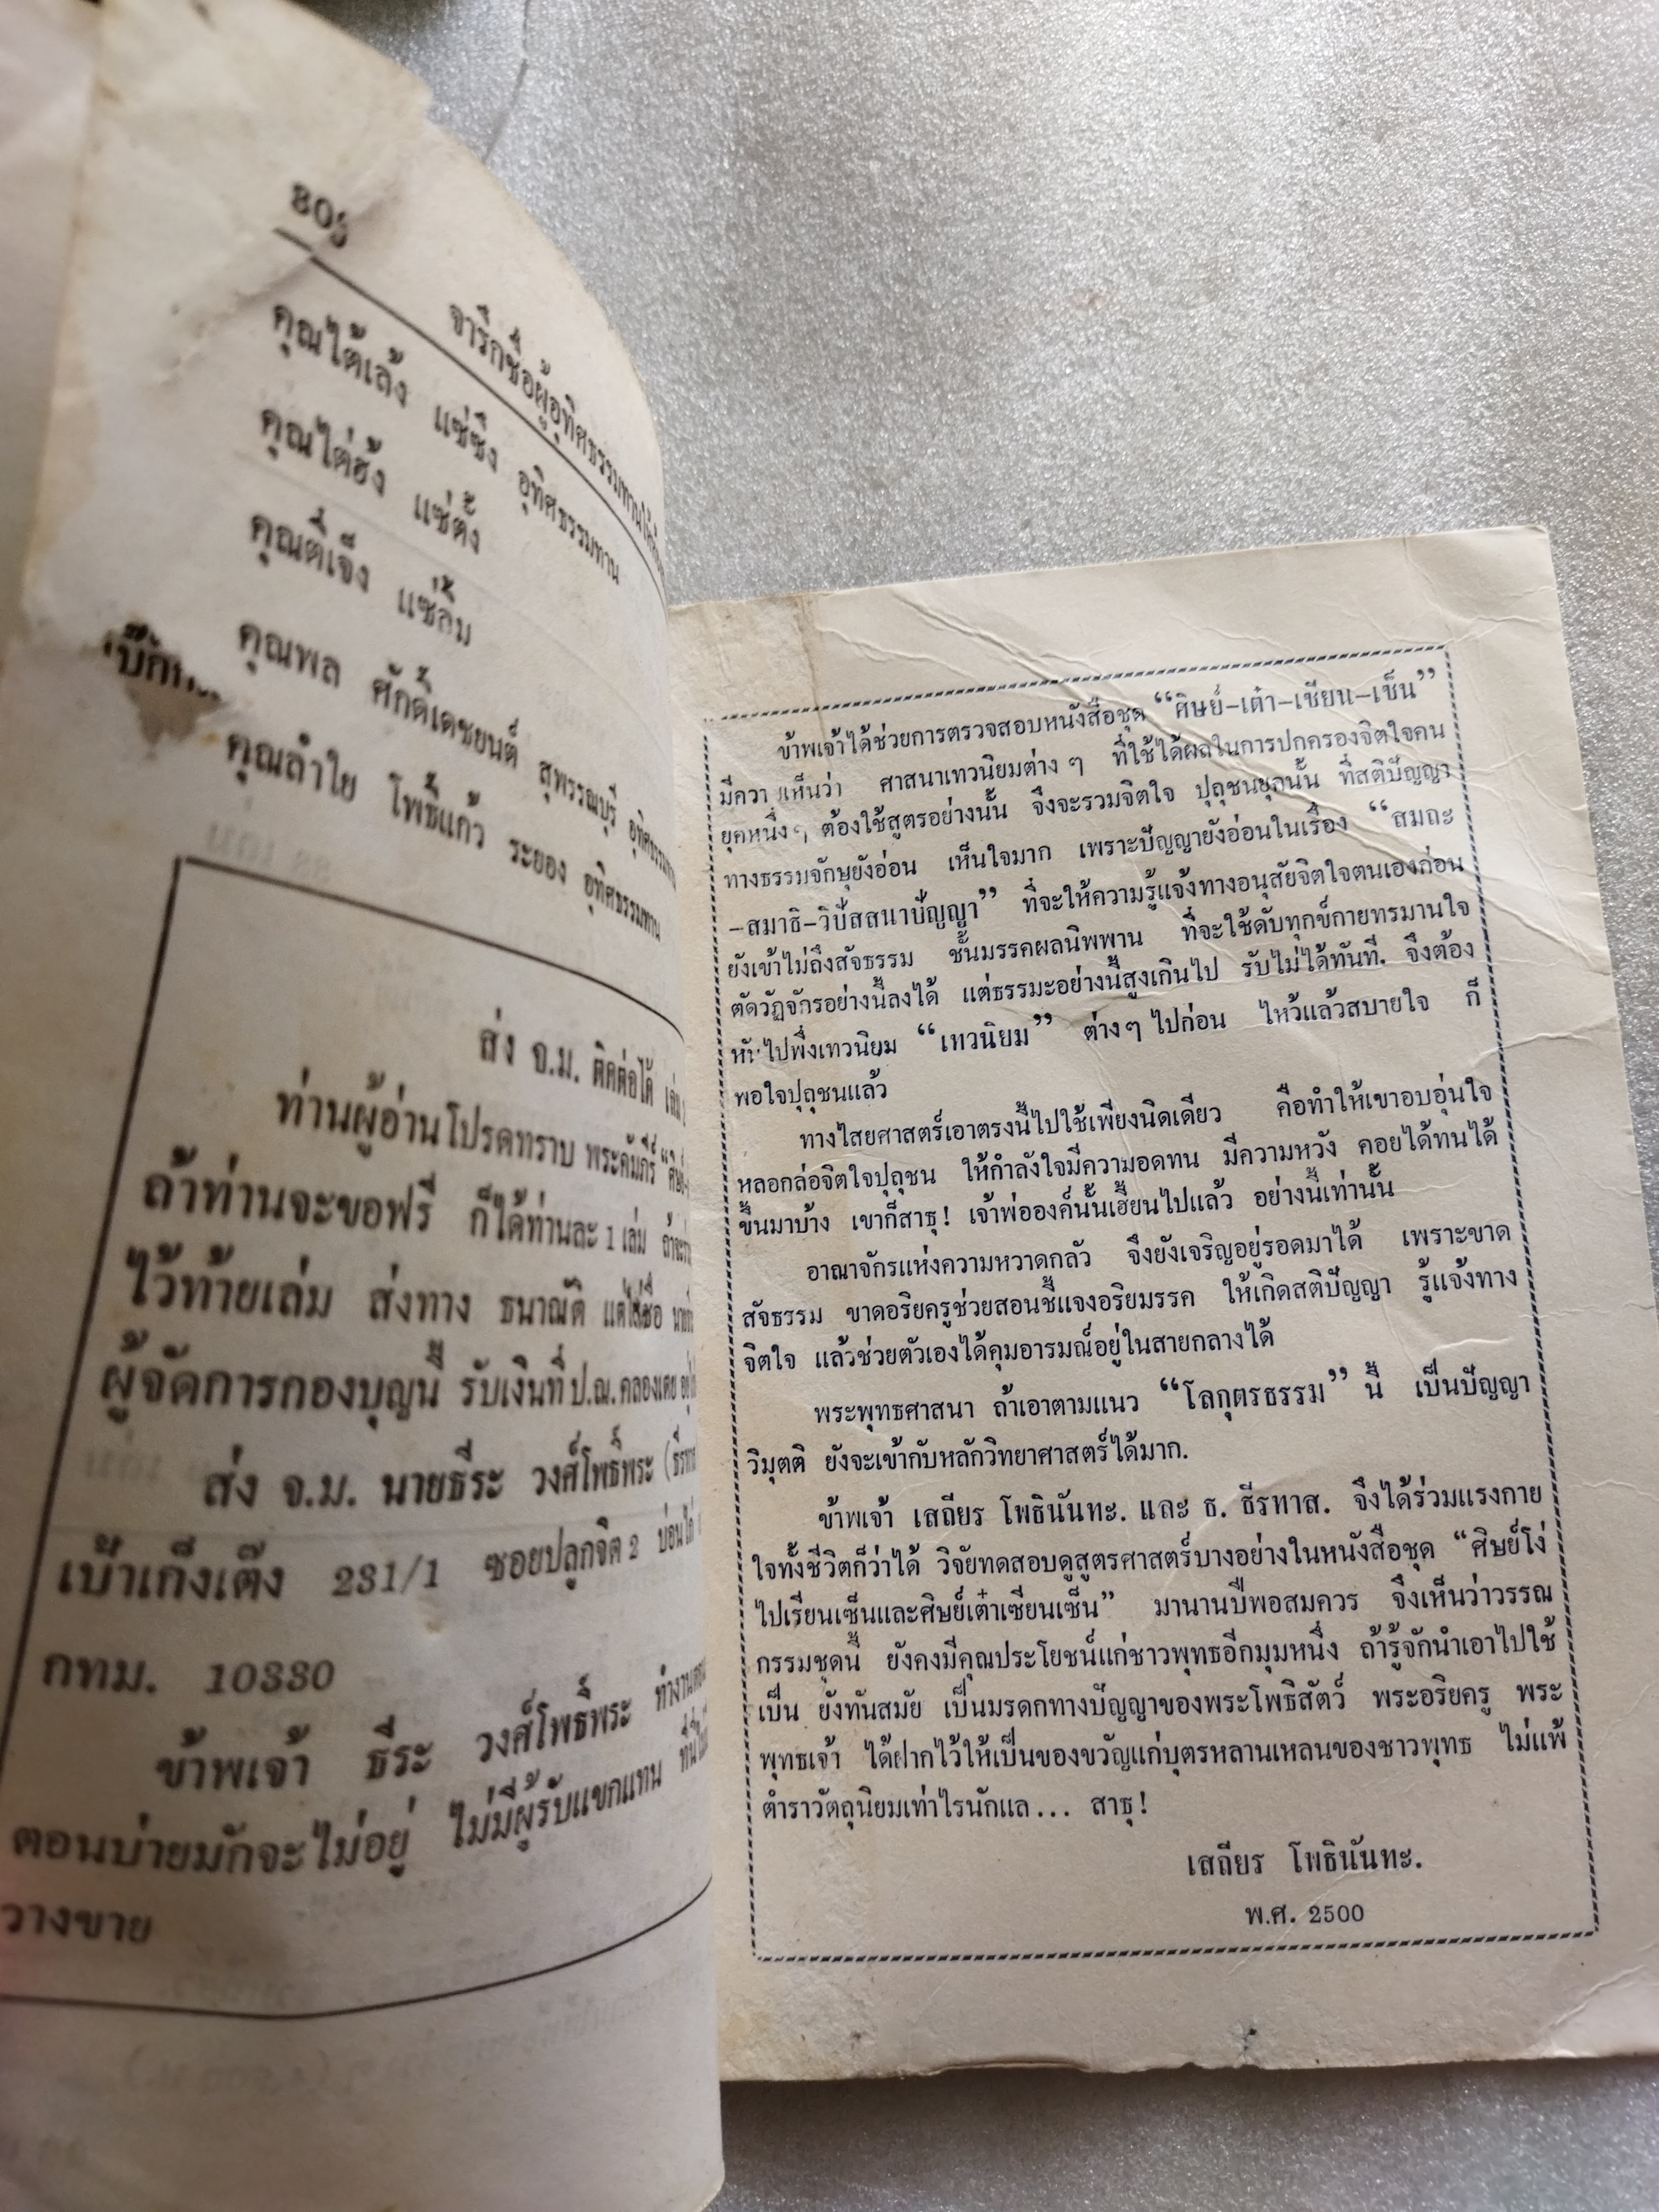 จารึกชื่อผู้อุทิศธรรมทาน
คุณไต้เล้ง แซ่ซึง อุทิศธรรมทาน
คุณไต่ฮ้ง แซ่ตั้ง
คุณตี่เจ็ง แซ่ลิ้ม
คุณพล ศักดิ์เดชยนต์ สุพรรณบุรี อุทิศธรรมทาน
คุณลำใย โพธิ์แก้ว ระยอง อุทิศธรรมทาน
ส่ง จ.ม. ติดต่อได้
ท่านผู้อ่านโปรดทราบ พระคัมภีร์
ถ้าท่านจะขอฟรี ก็ได้ท่านละ 1 เล่ม
ไว้ท้ายเล่ม ส่งทาง ธนาณัติ แต่ใส่ชื่อ
ผู้จัดการกองบุญนี้ รับเงินที่ ป.ณ.คลองเตย
ส่ง จ.ม. นายธีระ วงศ์โพธิ์พระ
เบ้าเก็งเต๊ง 231/1 ซอยปลูกจิต 2 บ่อนไก่
กทม. 10330
ข้าพเจ้า ธีระ วงศ์โพธิ์พระ
ตอนบ่ายมักจะไม่อยู่ ไม่มีผู้รับแขกแทน
วางขาย
ข้าพเจ้าได้ช่วยการตรวจสอบหนังสือชุด “ศิษย์–เต๋า–เซียน–เซ็น”
เห็นว่า ศาสนาเทวนิยมต่าง ๆ ที่ใช้ได้ผลในการปกครองจิตใจคน
ยุคหนึ่ง ๆ ต้องใช้สูตรอย่างนั้น จึงจะรวมจิตใจ ปุถุชนยุคนั้น ที่สติปัญญา
ทางธรรมจักษุยังอ่อน เห็นใจมาก เพราะปัญญายังอ่อนในเรื่อง “สมถะ
–สมาธิ–วิปัสสนาปัญญา” ที่จะให้ความรู้แจ้งทางอนุสัยจิตใจตนเองก่อน
ยังเข้าไม่ถึงสัจธรรม ชั้นมรรคผลนิพพาน ที่จะใช้ดับทุกข์กายทรมานใจ
ตัดวัฏจักรอย่างนี้ลงได้ แต่ธรรมะอย่างนี้สูงเกินไป รับไม่ได้ทันที. จึงต้อง
หันไปพึ่งเทวนิยม “เทวนิยม” ต่างๆ ไปก่อน ไหว้แล้วสบายใจ ก็
พอใจปุถุชนแล้ว
ทางไสยศาสตร์เอาตรงนี้ไปใช้เพียงนิดเดียว คือทำให้เขาอบอุ่นใจ
หลอกล่อจิตใจปุถุชน ให้กำลังใจมีความอดทน มีความหวัง คอยได้ทนได้
ขึ้นมาบ้าง เขาก็สาธุ! เจ้าพ่อองค์นั้นเฮี้ยนไปแล้ว อย่างนี้เท่านั้น
อาณาจักรแห่งความหวาดกลัว จึงยังเจริญอยู่รอดมาได้ เพราะขาด
สัจธรรม ขาดอริยครูช่วยสอนชี้แจงอริยมรรค ให้เกิดสติปัญญา รู้แจ้งทาง
จิตใจ แล้วช่วยตัวเองได้คุมอารมณ์อยู่ในสายกลางได้
พระพุทธศาสนา ถ้าเอาตามแนว “โลกุตรธรรม” นี้ เป็นปัญญา
วิมุตติ ยังจะเข้ากับหลักวิทยาศาสตร์ได้มาก.
ข้าพเจ้า เสถียร โพธินันทะ. และ ธ. ธีรทาส. จึงได้ร่วมแรงกาย
ใจทั้งชีวิตก็ว่าได้ วิจัยทดสอบดูสูตรศาสตร์บางอย่างในหนังสือชุด “ศิษย์โง่
ไปเรียนเซ็นและศิษย์เต๋าเซียนเซ็น” มานานปีพอสมควร จึงเห็นว่าวรรณ
กรรมชุดนี้ ยังคงมีคุณประโยชน์แก่ชาวพุทธอีกมุมหนึ่ง ถ้ารู้จักนำเอาไปใช้
เป็น ยังทันสมัย เป็นมรดกทางปัญญาของพระโพธิสัตว์ พระอริยครู พระ
พุทธเจ้า ได้ฝากไว้ให้เป็นของขวัญแก่บุตรหลานเหลนของชาวพุทธ ไม่แพ้
ตำราวัตถุนิยมเท่าไรนักแล... สาธุ!
เสถียร โพธินันทะ.
พ.ศ. 2500